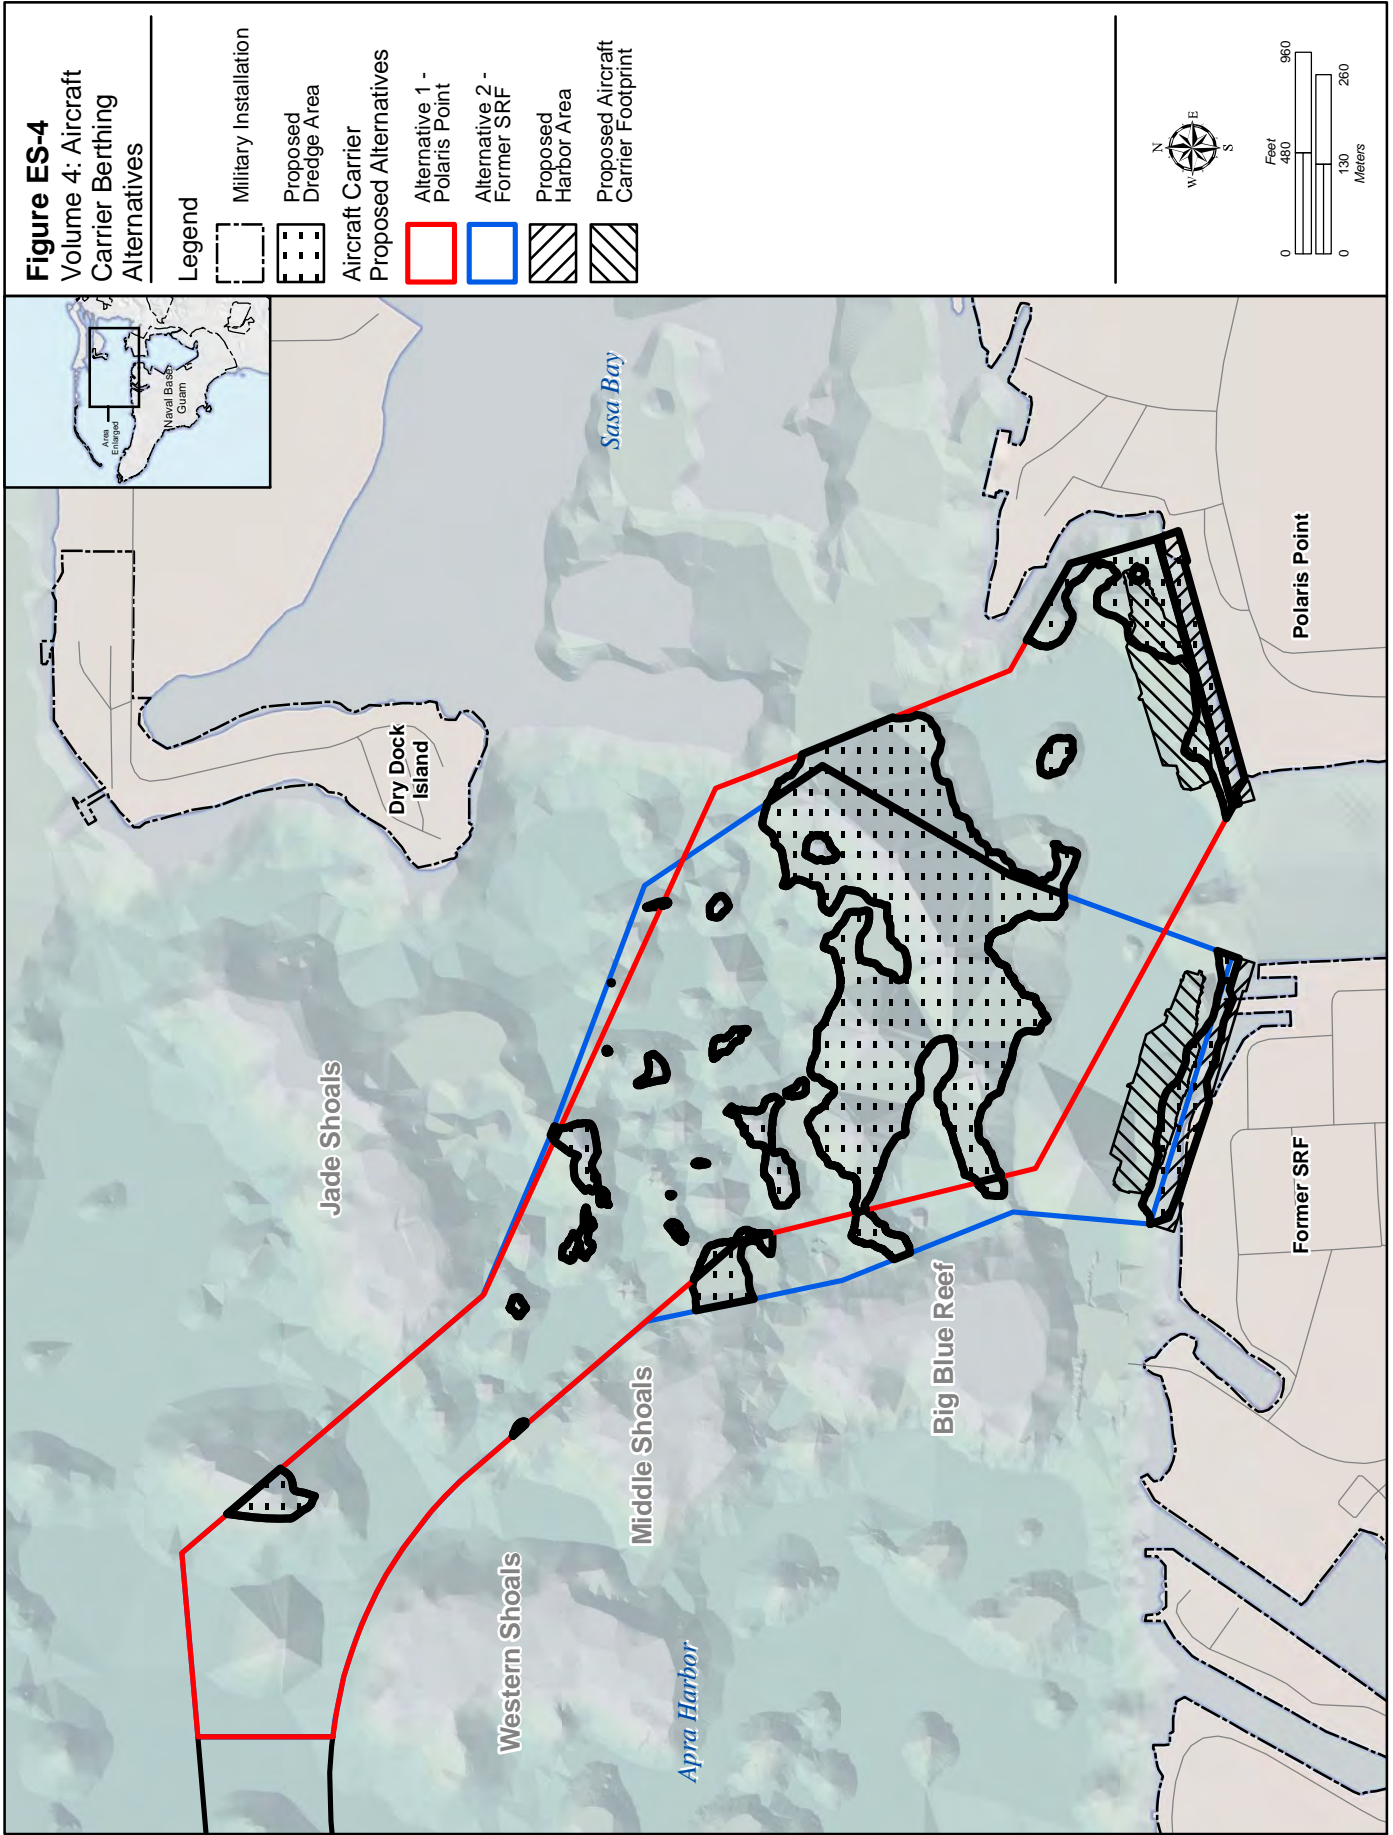 Figure ES-4
Volume 4: Aircraft
Carrier Berthing
Alternatives
Legend
Military Installation
Proposed
Dredge Area
Aircraft Carrier
Proposed Alternatives
Alternative 1 -
Polaris Point
Alternative 2 -
Former SRF
Proposed
Harbor Area
Proposed Aircraft
Carrier Footprint
N
W
E
S
Feet
0
480
960
0
130
260
Meters
Area
Enlarged
Naval Base
Guam
Sasa Bay
Dry Dock
Island
Polaris Point
Jade Shoals
Former SRF
Big Blue Reef
Middle Shoals
Western Shoals
Apra Harbor